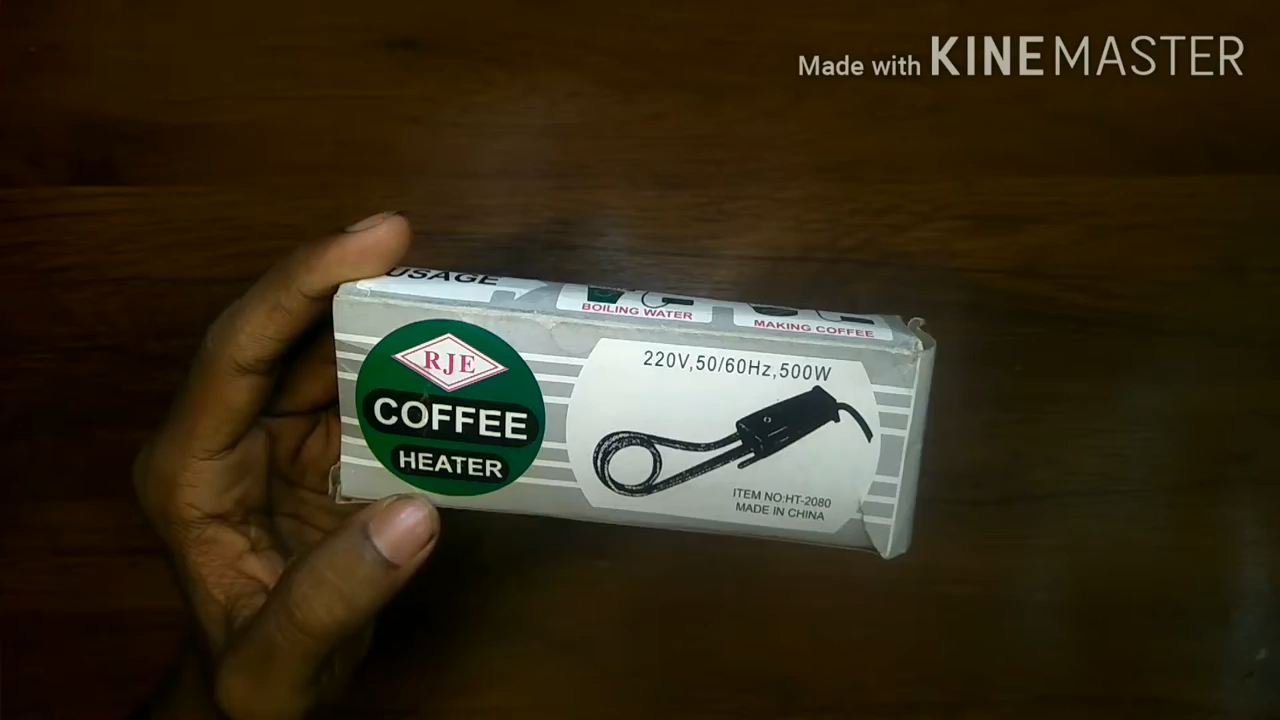 Made with KINEMASTER
USAGE
BOILING WATER
MAKING COFFEE
RJE
COFFEE
HEATER
220V,50/60Hz,500W
ITEM NO:HT-2080
MADE IN CHINA